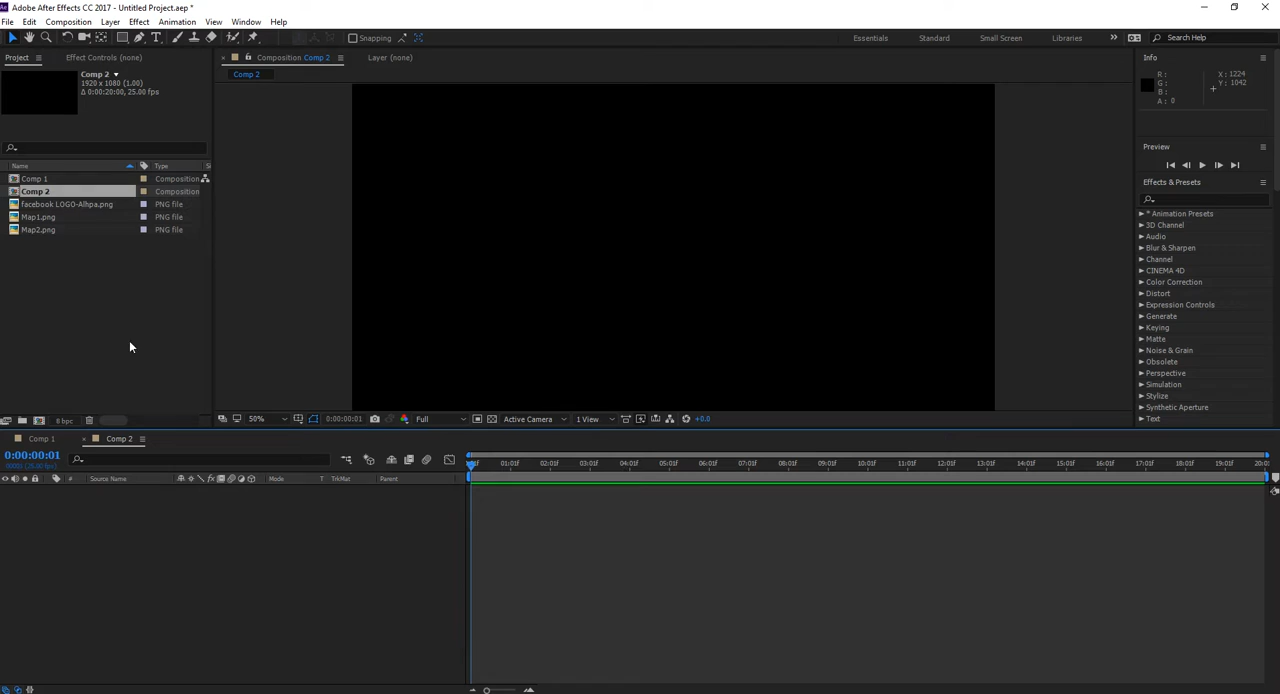 Adobe After Effects CC 2017 - Untitled Project.aep *
File Edit Composition Layer Effect Animation View Window Help
Snapping Essentials Standard Small Screen Libraries Search Help
Project Effect Controls (none) Composition Comp 2 Layer (none) Info
Comp 2
1920 x 1080 (1.00)
Δ 0:00:20:00, 25.00 fps
Comp 2
R:
G:
B:
A: 0
X: 1224
Y: 1042
Preview
Effects & Presets
Name Type S
Comp 1 Composition
Comp 2 Composition
facebook LOGO-Alhpa.png PNG file
Map1.png PNG file
Map2.png PNG file
* Animation Presets
3D Channel
Audio
Blur & Sharpen
Channel
CINEMA 4D
Color Correction
Distort
Expression Controls
Generate
Keying
Matte
Noise & Grain
Obsolete
Perspective
Simulation
Stylize
Synthetic Aperture
Text
8 bpc 50% 0:00:00:01 Full Active Camera 1 View +0.0
Comp 1 Comp 2
0:00:00:01
01:01f 02:01f 03:01f 04:01f 05:01f 06:01f 07:01f 08:01f 09:01f 10:01f 11:01f 12:01f 13:01f 14:01f 15:01f 16:01f 17:01f 18:01f 19:01f
# Source Name Mode T TrkMat Parent